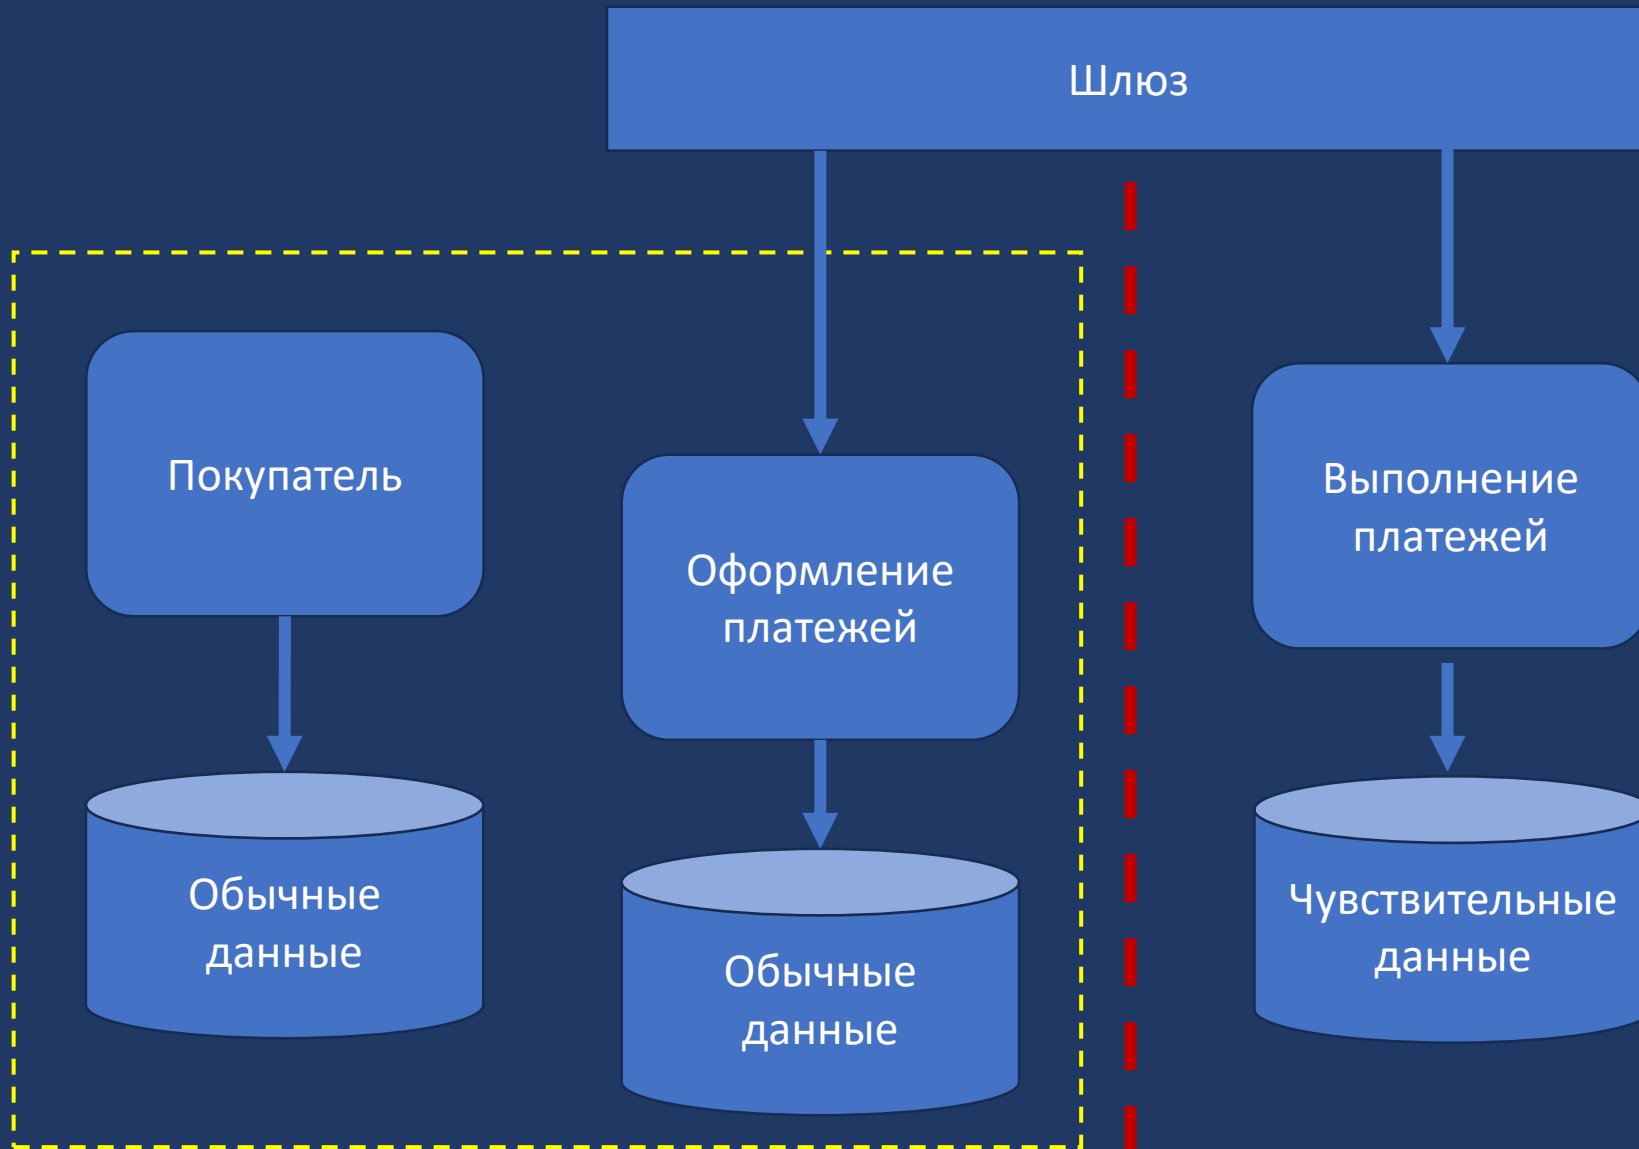 Шлюз
Покупатель
Оформление
платежей
Выполнение
платежей
Обычные
данные
Обычные
данные
Чувствительные
данные